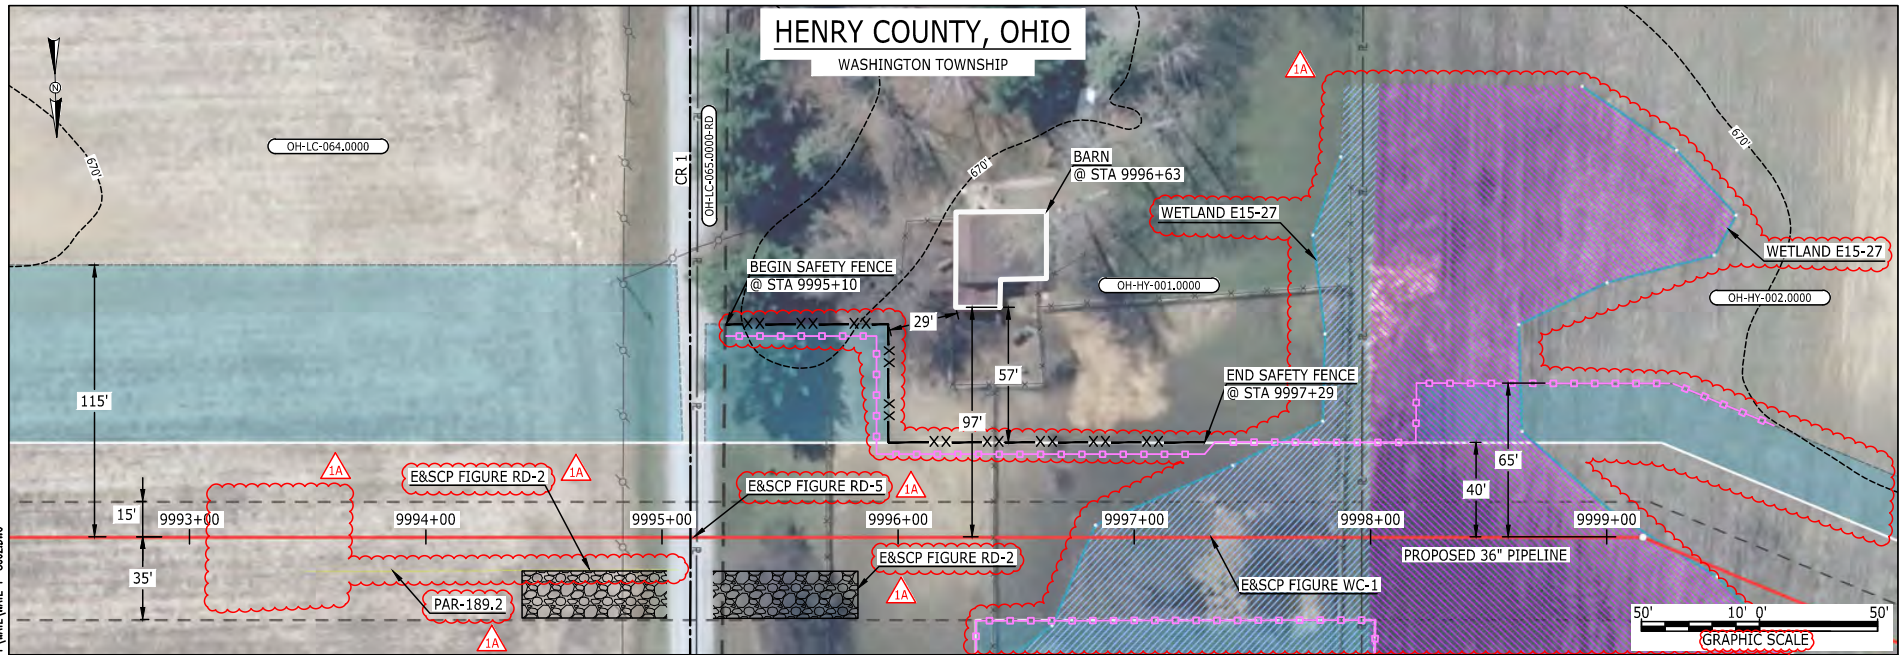 HENRY COUNTY, OHIO
WASHINGTON TOWNSHIP
1A
N
OH-LC-064.0000
670'
CR 1
OH-LC-065.0000-RD
670'
BARN
@ STA 9996+63
670'
WETLAND E15-27
WETLAND E15-27
BEGIN SAFETY FENCE
@ STA 9995+10
OH-HY-001.0000
OH-HY-002.0000
29'
57'
END SAFETY FENCE
@ STA 9997+29
115'
97'
65'
40'
1A
E&SCP FIGURE RD-2
1A
E&SCP FIGURE RD-5
1A
15'
9993+00
9994+00
9995+00
9996+00
9997+00
9998+00
9999+00
E&SCP FIGURE RD-2
PROPOSED 36" PIPELINE
35'
PAR-189.2
1A
E&SCP FIGURE WC-1
1A
50' 10' 0' 50'
GRAPHIC SCALE